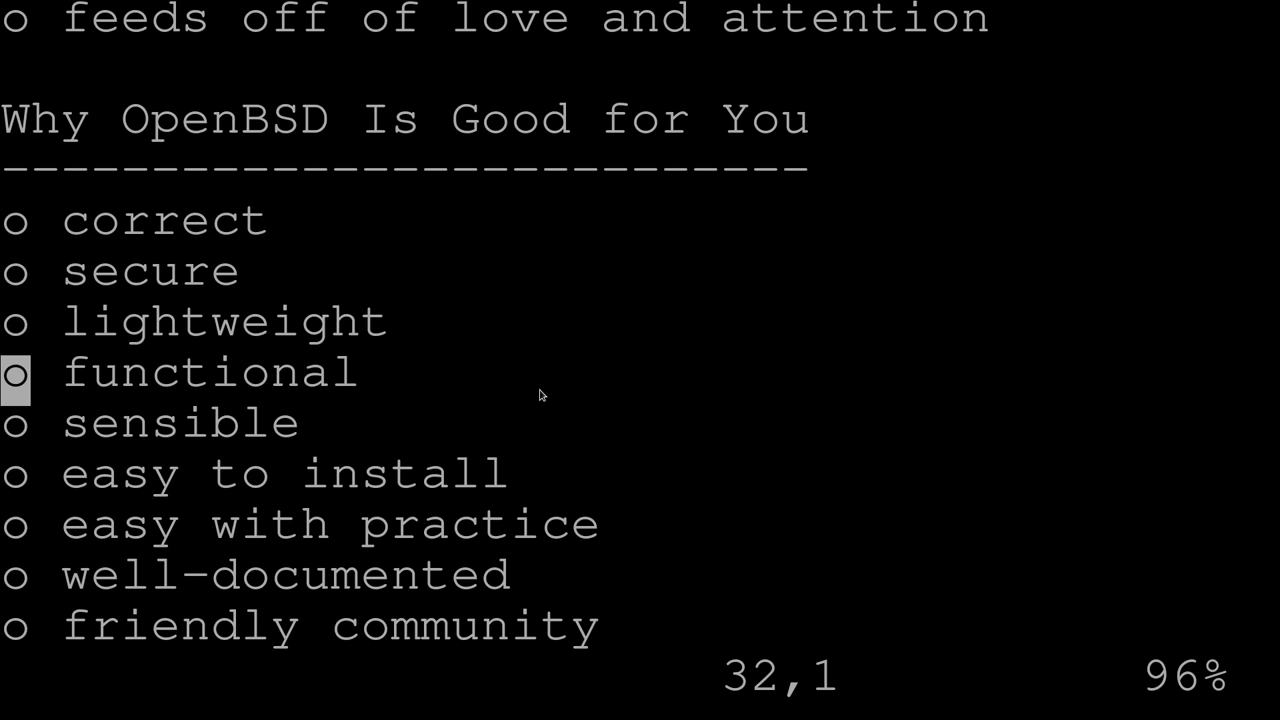 o feeds off of love and attention
Why OpenBSD Is Good for You
---------------------------
o correct
o secure
o lightweight
o functional
o sensible
o easy to install
o easy with practice
o well-documented
o friendly community
32,1 96%